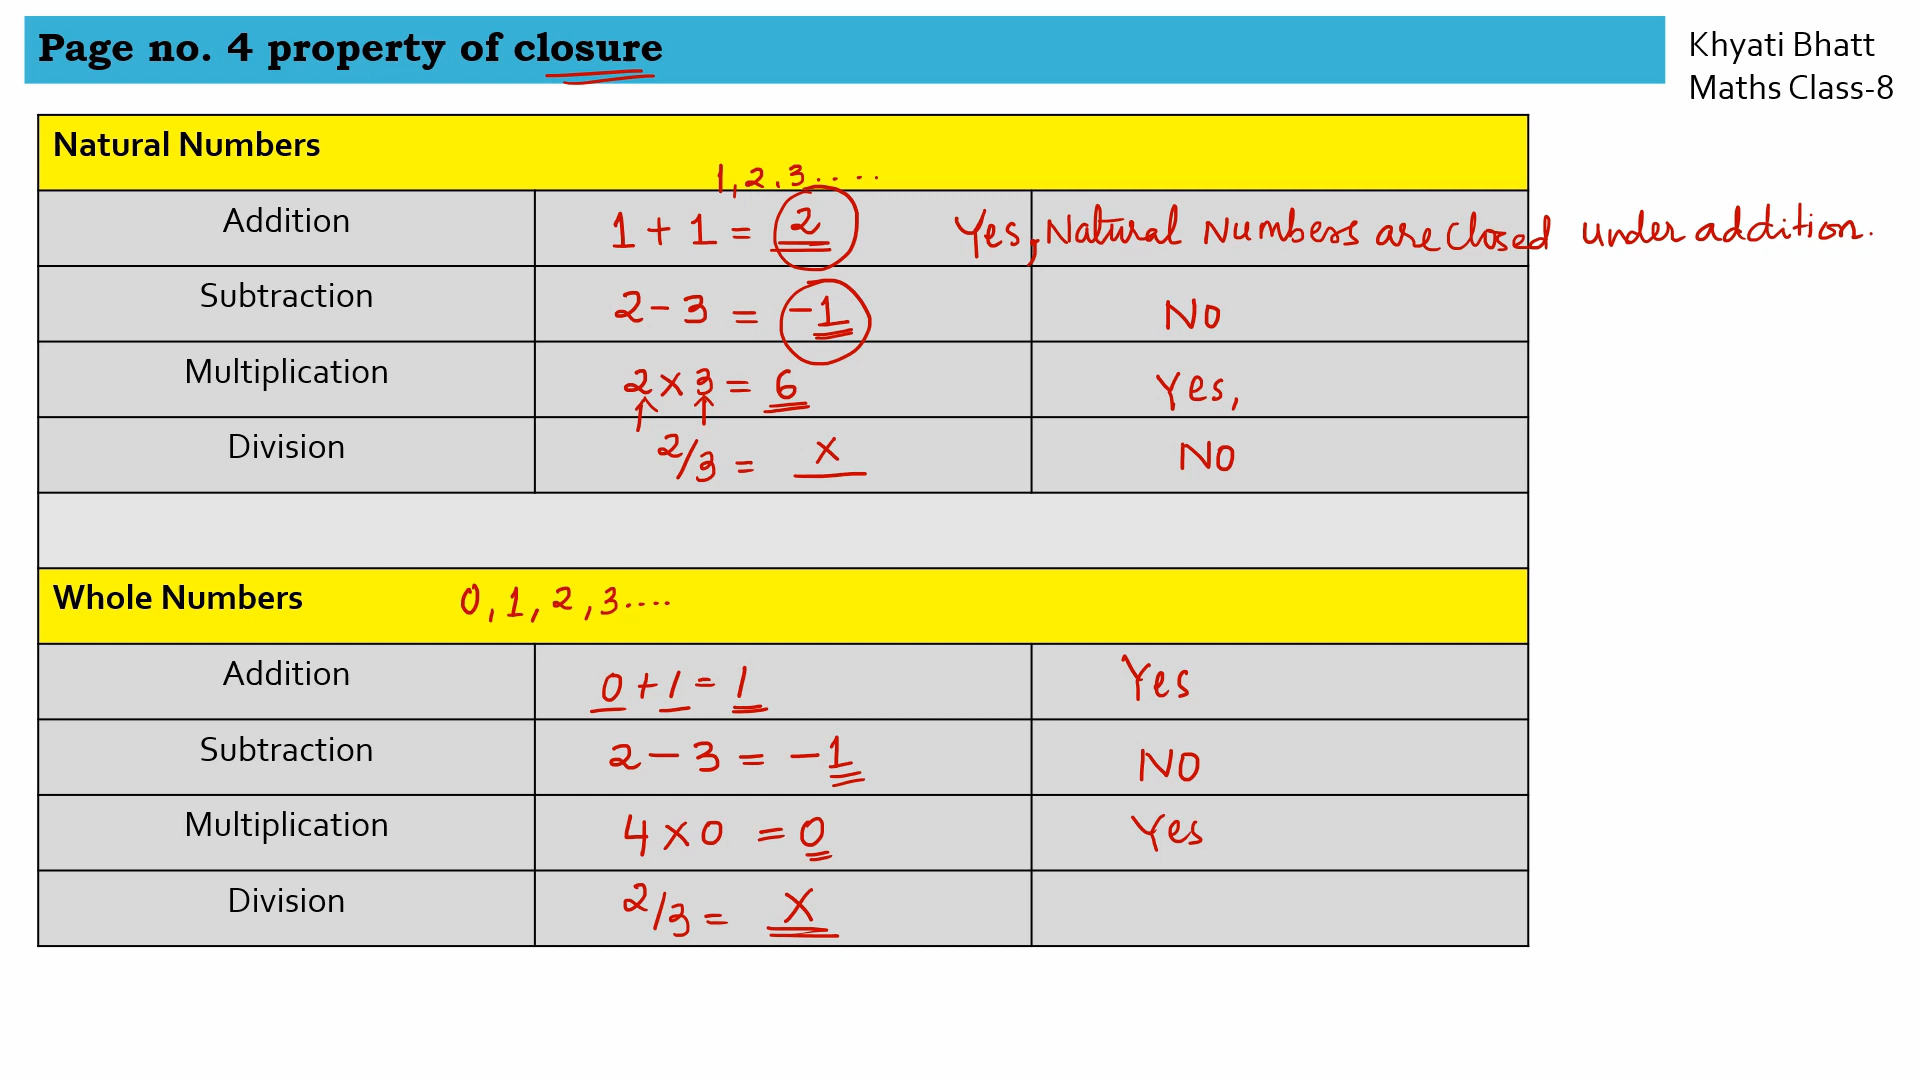 Page no. 4 property of closure
Khyati Bhatt
Maths Class-8
Natural Numbers
1, 2, 3.....
Addition 1 + 1 = 2 Yes, Natural Numbers are closed under addition.
Subtraction 2 - 3 = -1 NO
Multiplication 2 x 3 = 6 Yes,
Division 2/3 = x NO
Whole Numbers 0, 1, 2, 3....
Addition 0 + 1 = 1 Yes
Subtraction 2 - 3 = -1 NO
Multiplication 4 x 0 = 0 Yes
Division 2/3 = X